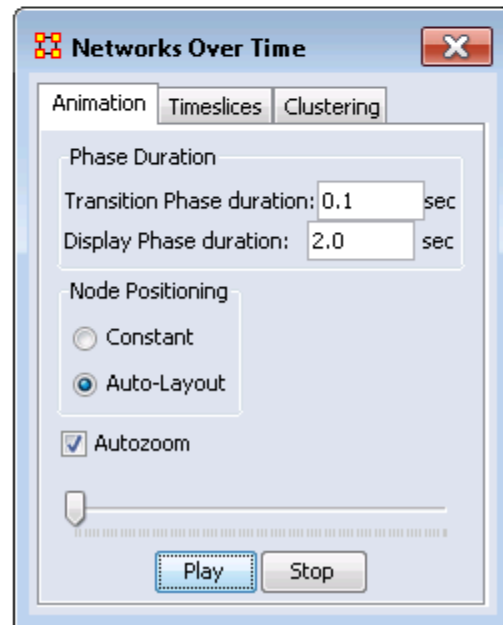 Networks Over Time
Animation Timeslices Clustering
Phase Duration
Transition Phase duration: 0.1 sec
Display Phase duration: 2.0 sec
Node Positioning
Constant
Auto-Layout
Autozoom
Play Stop